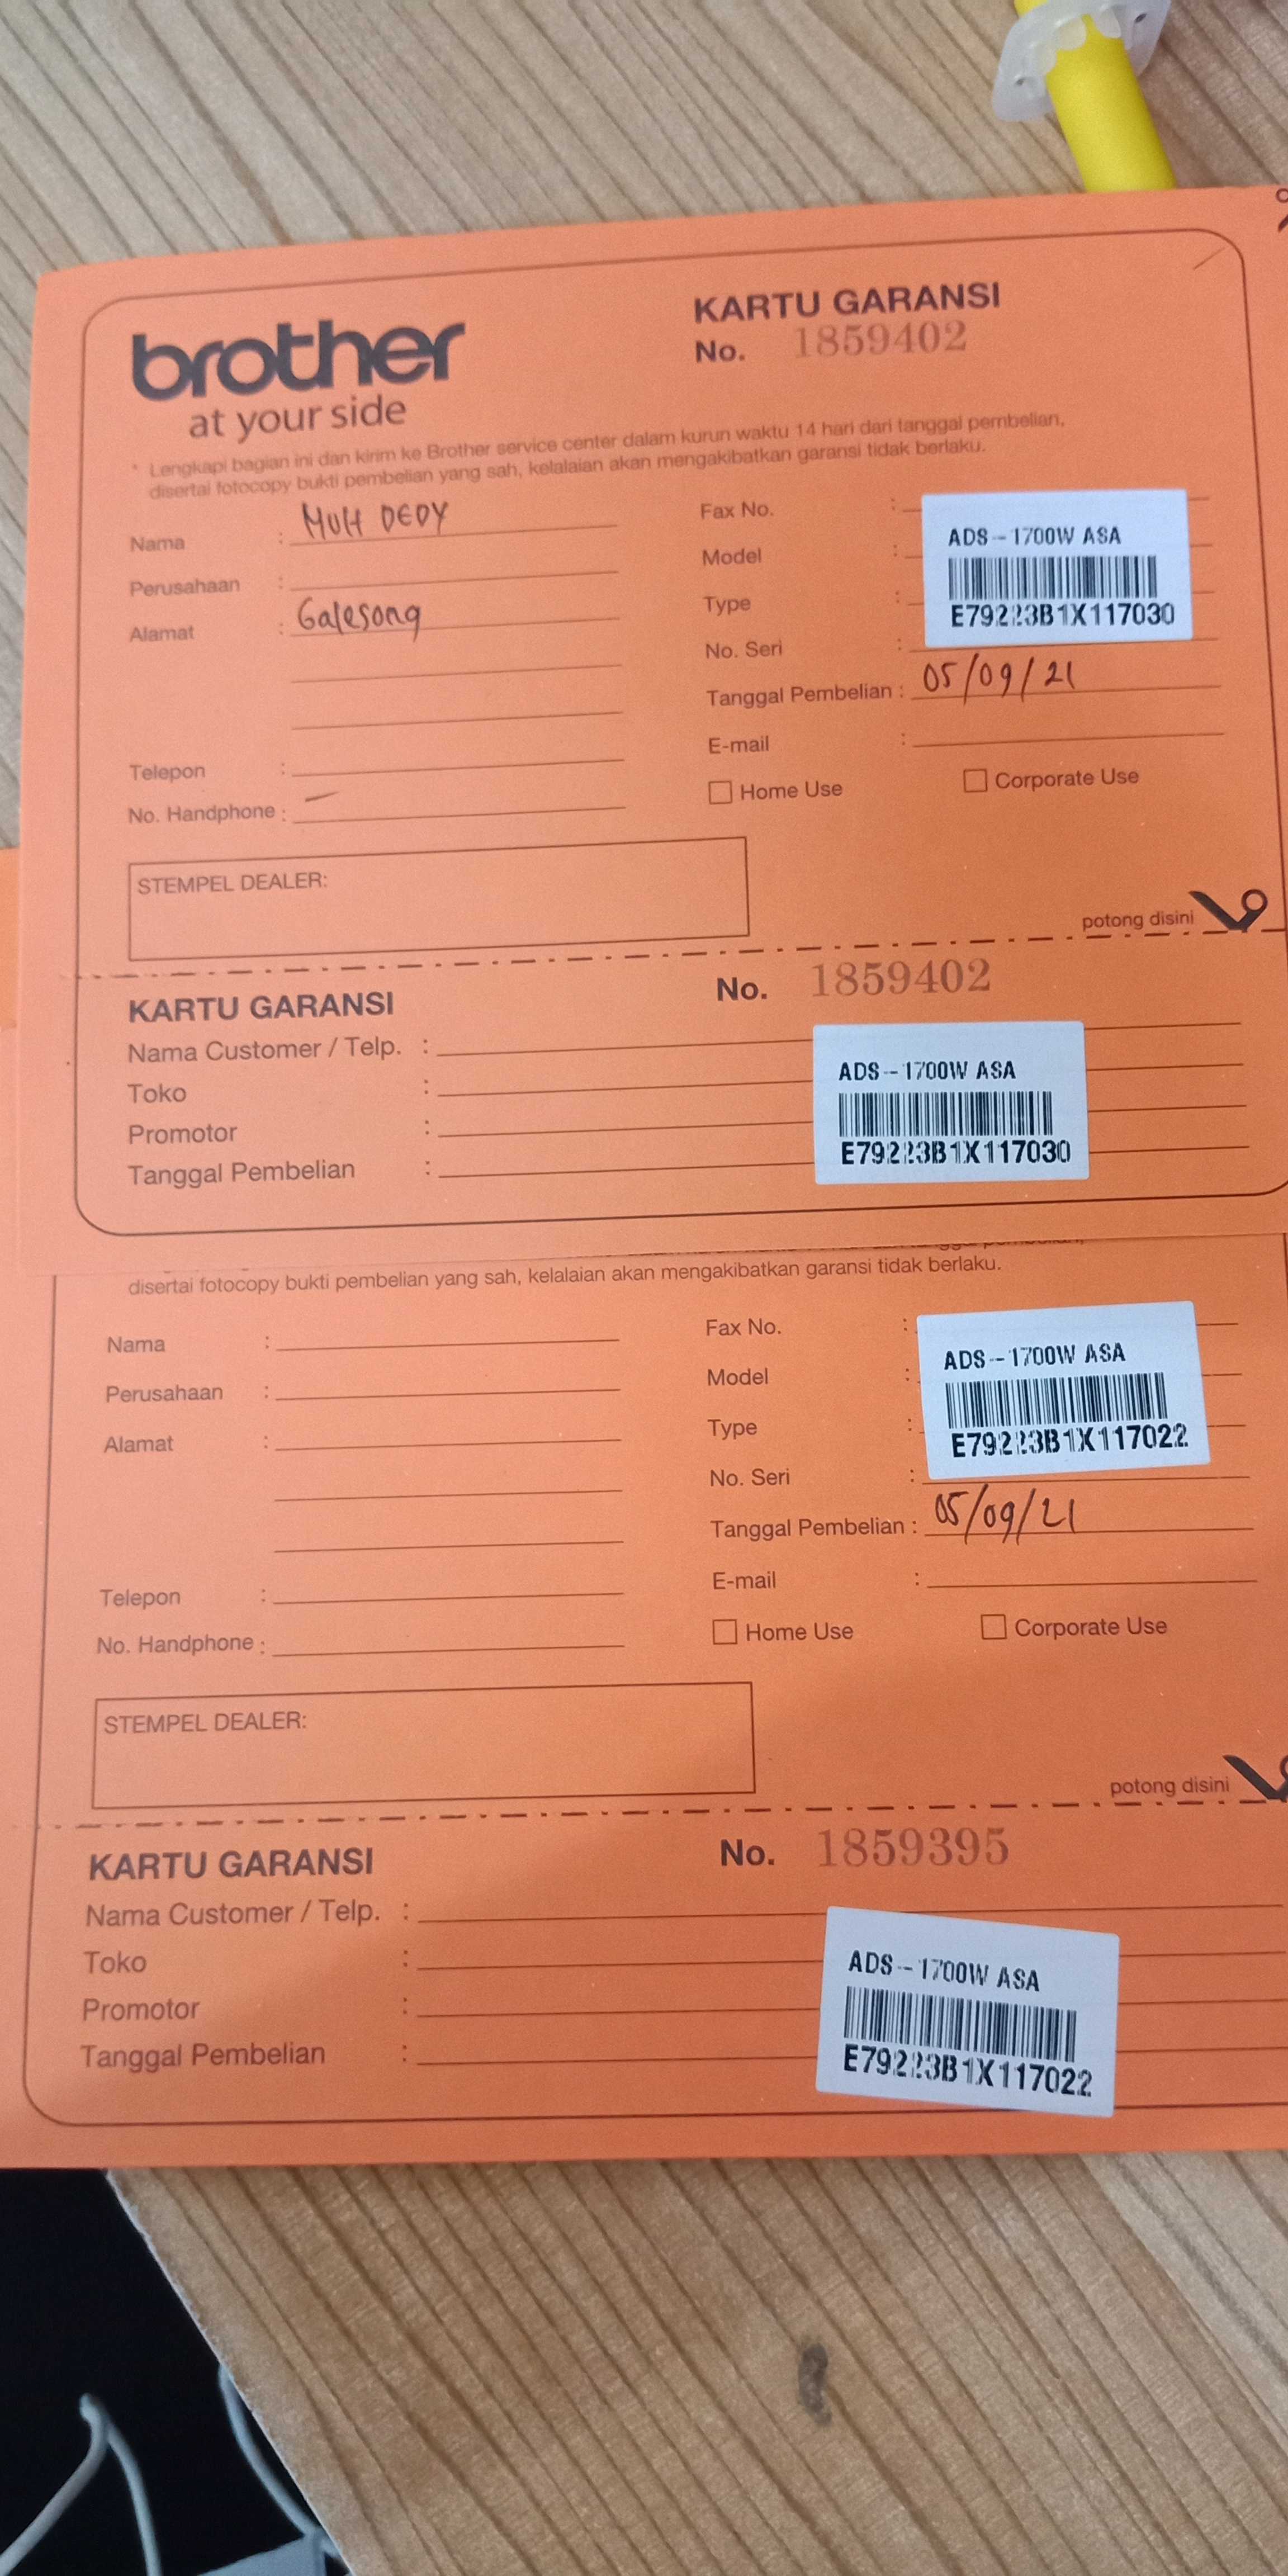 brother
at your side
KARTU GARANSI
No. 1859402
* Lengkapi bagian ini dan kirim ke Brother service center dalam kurun waktu 14 hari dari tanggal pembelian,
disertai fotocopy bukti pembelian yang sah, kelalaian akan mengakibatkan garansi tidak berlaku.
Nama : MUH DEDY
Perusahaan :
Alamat : Galesong
Telepon :
No. Handphone :
Fax No. :
Model :
Type :
No. Seri :
ADS-1700W ASA
E79223B1X117030
Tanggal Pembelian : 05/09/21
E-mail :
Home Use Corporate Use
STEMPEL DEALER:
potong disini
KARTU GARANSI No. 1859402
Nama Customer / Telp. :
Toko :
Promotor :
Tanggal Pembelian :
ADS-1700W ASA
E79223B1X117030
disertai fotocopy bukti pembelian yang sah, kelalaian akan mengakibatkan garansi tidak berlaku.
Nama :
Perusahaan :
Alamat :
Telepon :
No. Handphone :
Fax No. :
Model :
Type :
No. Seri :
ADS-1700W ASA
E79223B1X117022
Tanggal Pembelian : 05/09/21
E-mail :
Home Use Corporate Use
STEMPEL DEALER:
potong disini
KARTU GARANSI No. 1859395
Nama Customer / Telp. :
Toko :
Promotor :
Tanggal Pembelian :
ADS-1700W ASA
E79223B1X117022